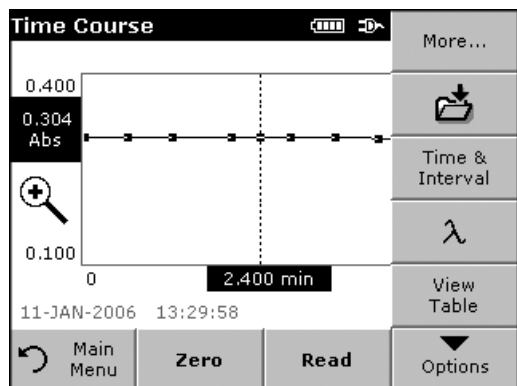 Time Course
More...
0.400
0.304
Abs
0.100
0
2.400 min
11-JAN-2006 13:29:58
Time &
Interval
λ
View
Table
Main
Menu
Zero
Read
Options